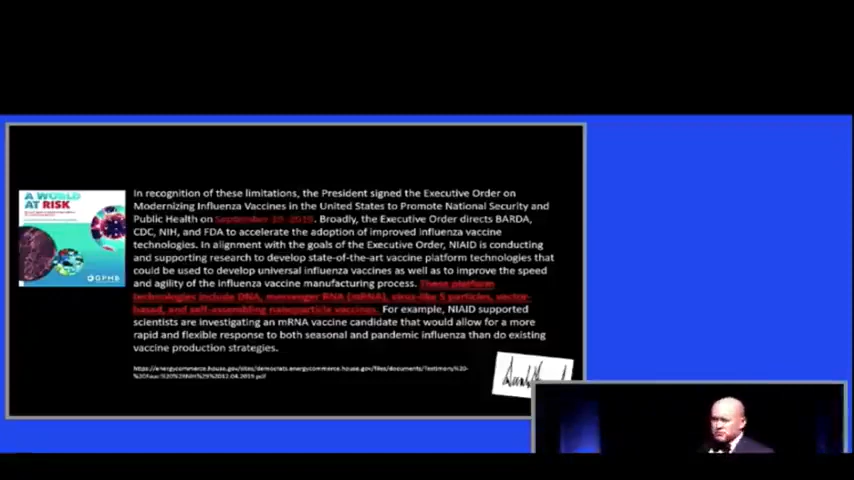 A WORLD
AT RISK
GPMB
In recognition of these limitations, the President signed the Executive Order on
Modernizing Influenza Vaccines in the United States to Promote National Security and
Public Health on September 19, 2019. Broadly, the Executive Order directs BARDA,
CDC, NIH, and FDA to accelerate the adoption of improved influenza vaccine
technologies. In alignment with the goals of the Executive Order, NIAID is conducting
and supporting research to develop state-of-the-art vaccine platform technologies that
could be used to develop universal influenza vaccines as well as to improve the speed
and agility of the influenza vaccine manufacturing process. These platform
technologies include DNA, messenger RNA (mRNA), virus-like 5 particles, vector-
based, and self-assembling nanoparticle vaccines. For example, NIAID supported
scientists are investigating an mRNA vaccine candidate that would allow for a more
rapid and flexible response to both seasonal and pandemic influenza than do existing
vaccine production strategies.